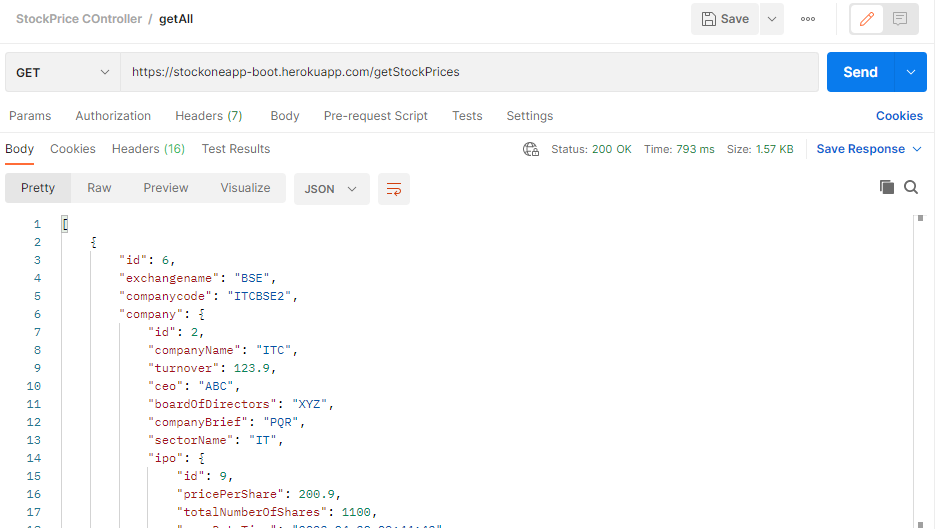 StockPrice COntroller / getAll
Save
GET
https://stockoneapp-boot.herokuapp.com/getStockPrices
Send
Params Authorization Headers (7) Body Pre-request Script Tests Settings Cookies
Body Cookies Headers (16) Test Results Status: 200 OK Time: 793 ms Size: 1.57 KB Save Response
Pretty Raw Preview Visualize JSON
1 [
2 {
3 "id": 6,
4 "exchangename": "BSE",
5 "companycode": "ITCBSE2",
6 "company": {
7 "id": 2,
8 "companyName": "ITC",
9 "turnover": 123.9,
10 "ceo": "ABC",
11 "boardOfDirectors": "XYZ",
12 "companyBrief": "PQR",
13 "sectorName": "IT",
14 "ipo": {
15 "id": 9,
16 "pricePerShare": 200.9,
17 "totalNumberOfShares": 1100,
18